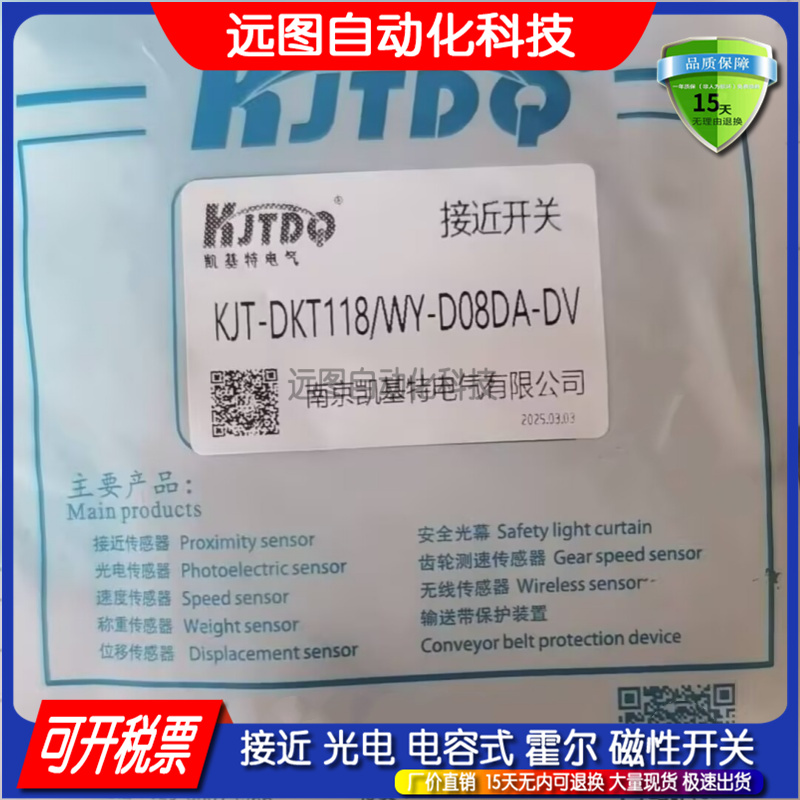 远图自动化科技
品质保障
15天
无理由退换
KJTDQ
KJTDQ®
凯基特电气
接近开关
KJT-DKT118/WY-D08DA-DV
远图自动化科技
南京凯基特电气有限公司
2025.03.03
主要产品：
Main products
接近传感器 Proximity sensor
光电传感器 Photoelectric sensor
速度传感器 Speed sensor
称重传感器 Weight sensor
位移传感器 Displacement sensor
安全光幕 Safety light curtain
齿轮测速传感器 Gear speed sensor
无线传感器 Wireless sensor
输送带保护装置
Conveyor belt protection device
可开税票
接近 光电 电容式 霍尔 磁性开关
厂价直销 15天无内可退换 大量现货 极速出货